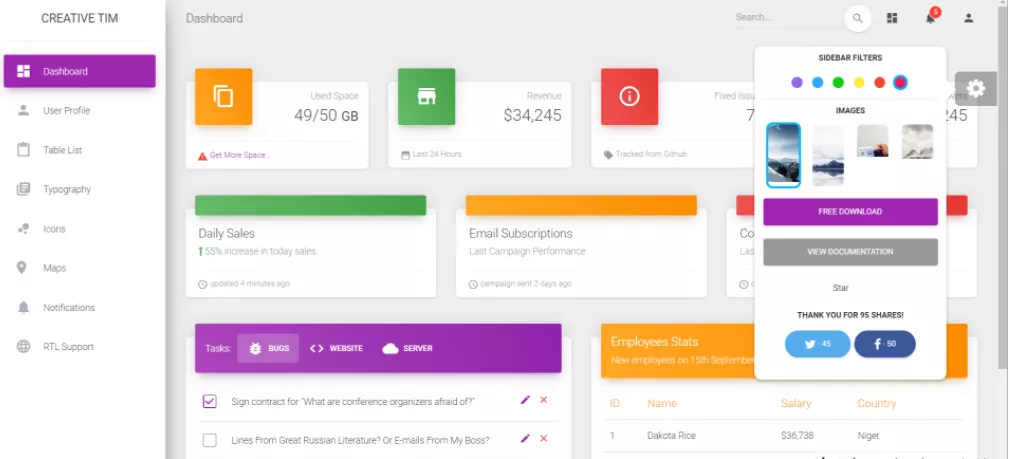 CREATIVE TIM
Dashboard
Search...
5
Dashboard
User Profile
Table List
Typography
Icons
Maps
Notifications
RTL Support
Used Space
49/50 GB
Get More Space...
Revenue
$34,245
Last 24 Hours
Fixed Issu
7
Tracked from Github
wers
245
SIDEBAR FILTERS
IMAGES
FREE DOWNLOAD
VIEW DOCUMENTATION
Star
THANK YOU FOR 95 SHARES!
· 45
· 50
Daily Sales
55% increase in today sales.
updated 4 minutes ago
Email Subscriptions
Last Campaign Performance
campaign sent 2 days ago
Co
Las
Tasks:
BUGS
WEBSITE
SERVER
Sign contract for "What are conference organizers afraid of?"
Lines From Great Russian Literature? Or E-mails From My Boss?
Employees Stats
New employees on 15th September
ID Name Salary Country
1 Dakota Rice $36,738 Niger